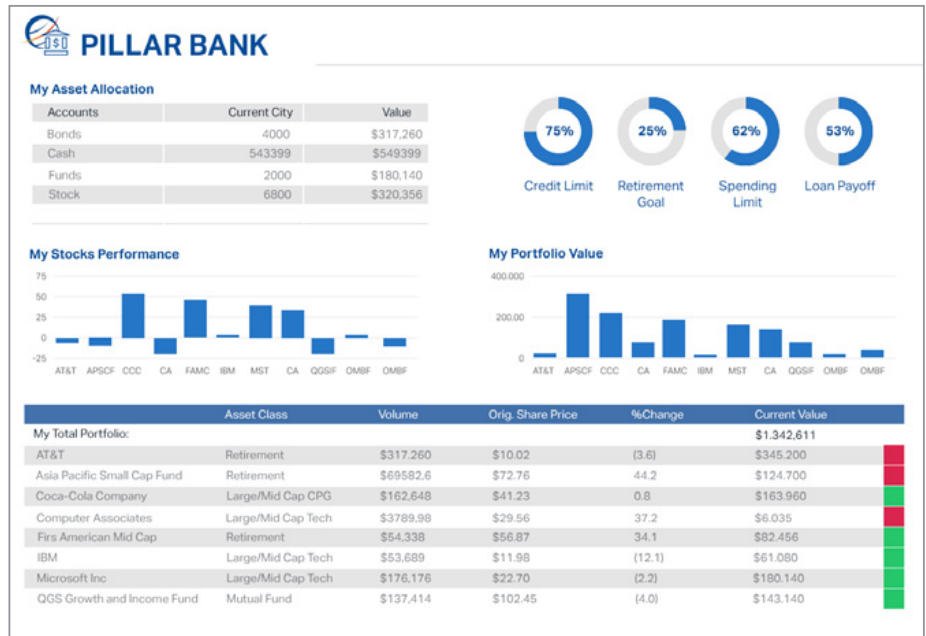 PILLAR BANK
My Asset Allocation
Accounts Current City Value
Bonds 4000 $317,260
Cash 543399 $549399
Funds 2000 $180,140
Stock 6800 $320,356
75% 25% 62% 53%
Credit Limit Retirement Goal Spending Limit Loan Payoff
My Stocks Performance
75
50
25
0
-25
AT&T APSCF CCC CA FAMC IBM MST CA QGSIF OMBF OMBF
My Portfolio Value
400.000
200.00
0
AT&T APSCF CCC CA FAMC IBM MST CA QGSIF OMBF OMBF
Asset Class Volume Orig. Share Price %Change Current Value
My Total Portfolio: $1.342,611
AT&T Retirement $317.260 $10.02 (3.6) $345.200
Asia Pacific Small Cap Fund Retirement $69582,6 $72.76 44.2 $124.700
Coca-Cola Company Large/Mid Cap CPG $162,648 $41.23 0.8 $163.960
Computer Associates Large/Mid Cap Tech $3789,98 $29.56 37.2 $6.035
Firs American Mid Cap Retirement $54,338 $56.87 34.1 $82.456
IBM Large/Mid Cap Tech $53,689 $11.98 (12.1) $61.080
Microsoft Inc Large/Mid Cap Tech $176,176 $22.70 (2.2) $180.140
QGS Growth and Income Fund Mutual Fund $137,414 $102.45 (4.0) $143.140